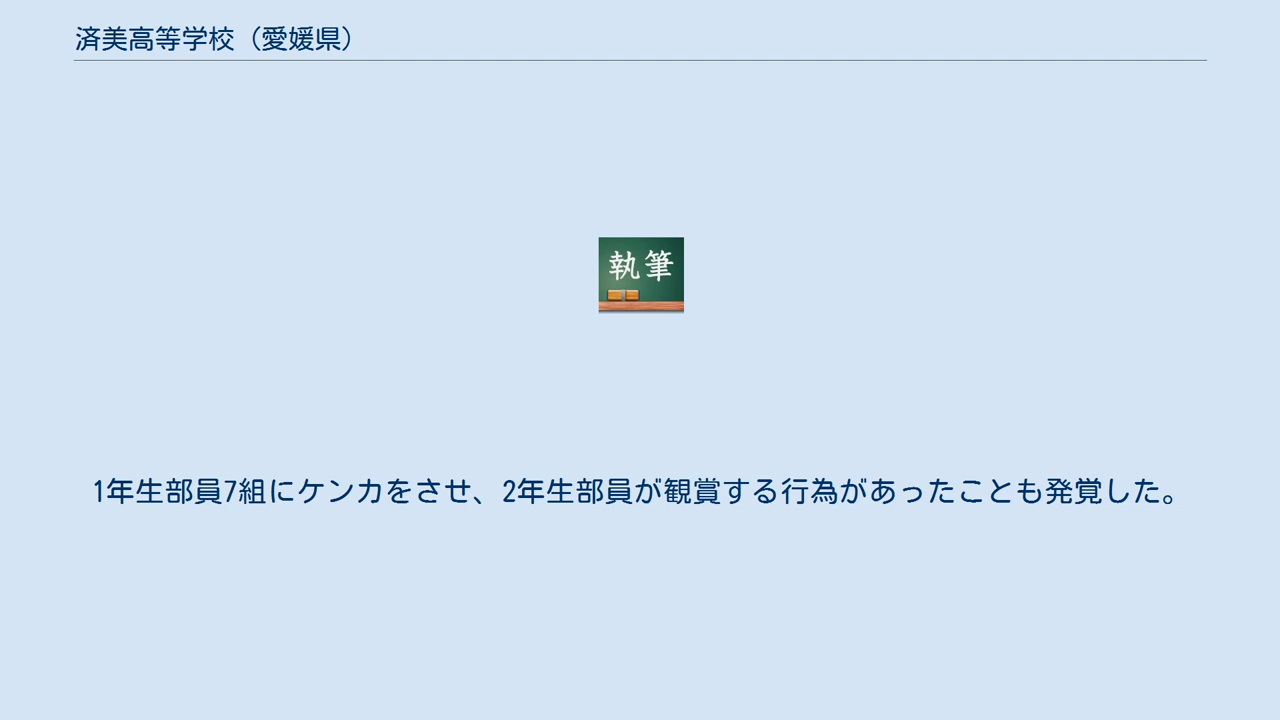 済美高等学校（愛媛県）
執筆
1年生部員7組にケンカをさせ、2年生部員が観賞する行為があったことも発覚した。